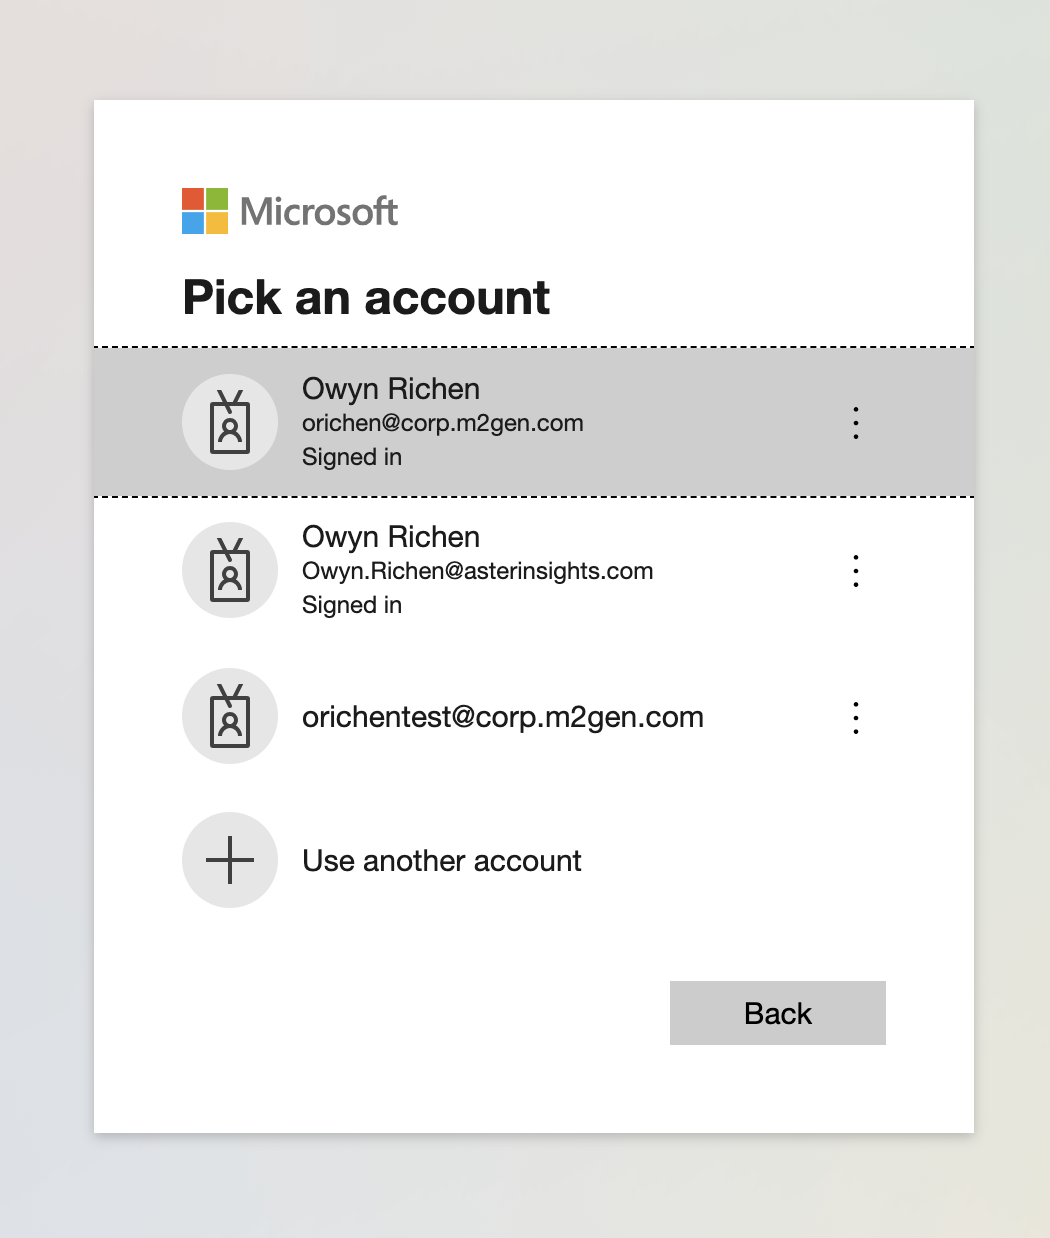 Microsoft
Pick an account
Owyn Richen
orichen@corp.m2gen.com
Signed in
Owyn Richen
Owyn.Richen@asterinsights.com
Signed in
orichentest@corp.m2gen.com
Use another account
Back